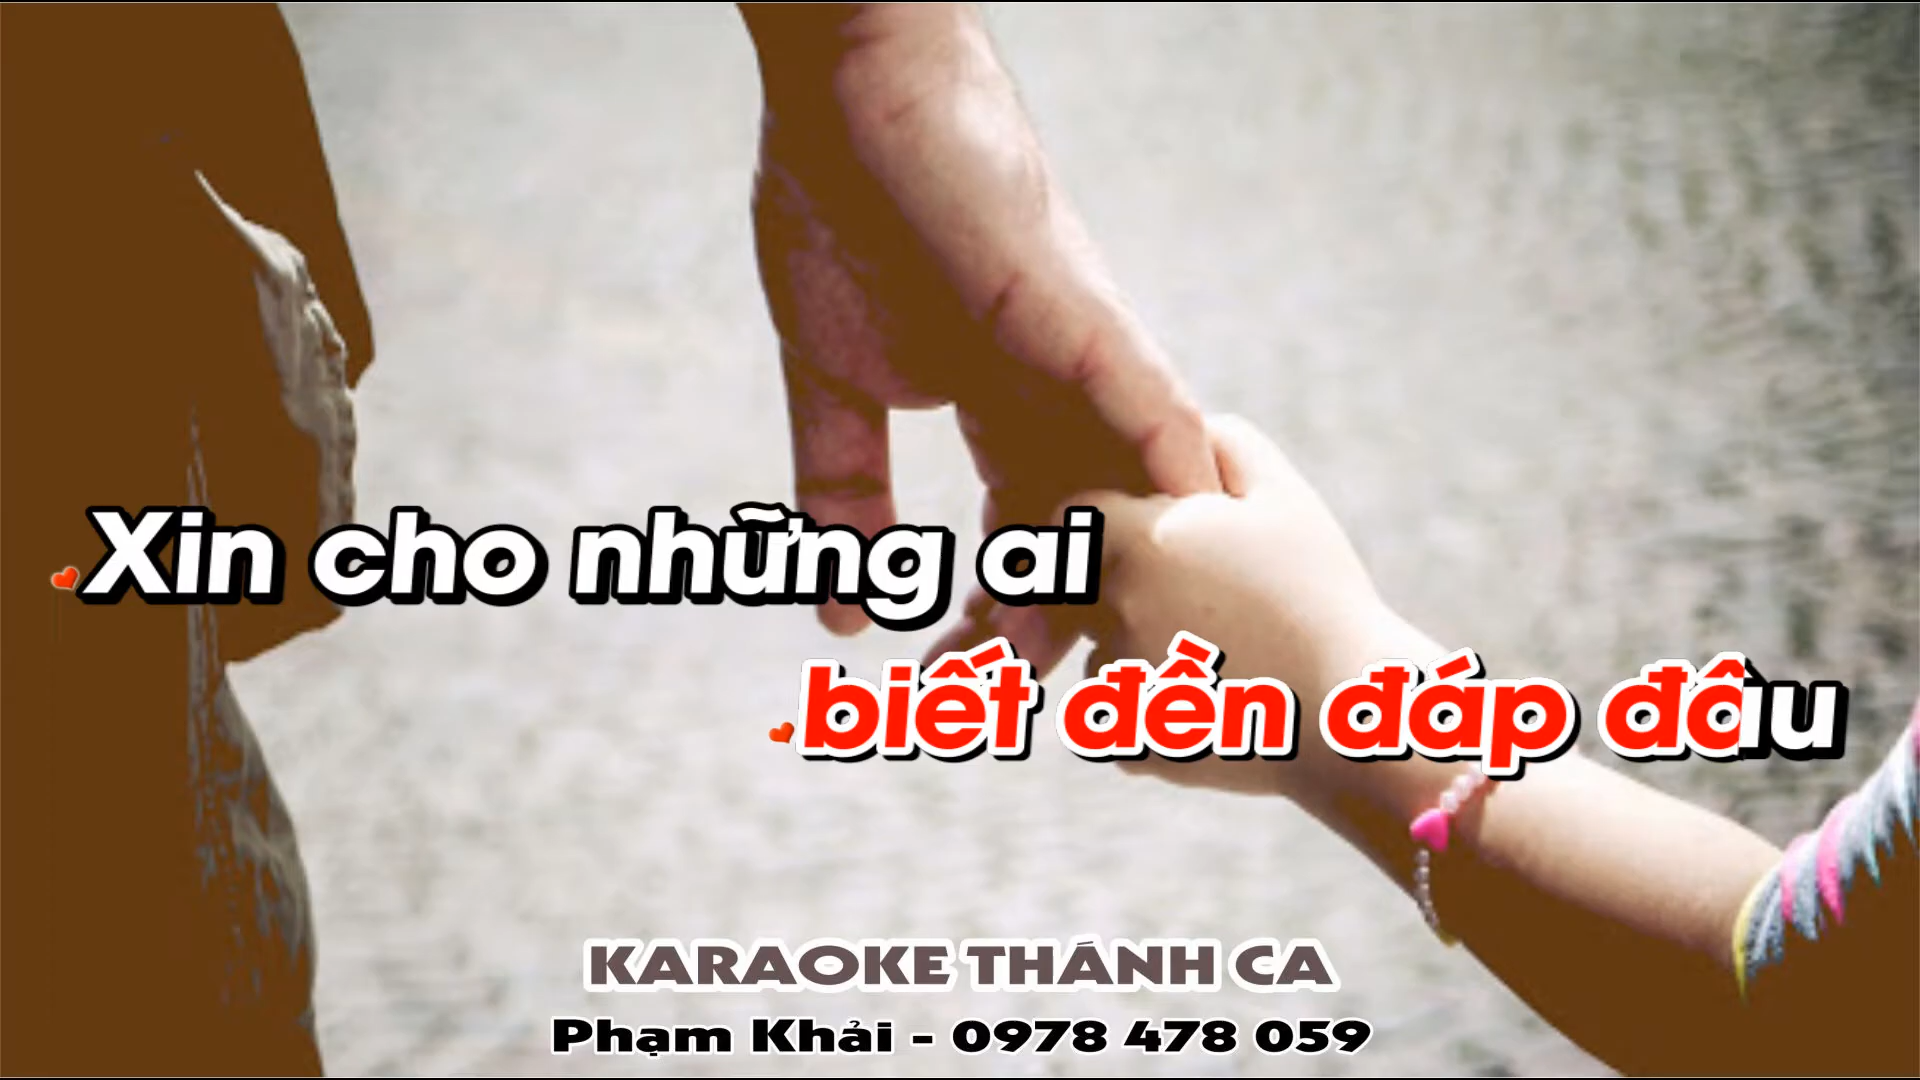 Xin cho những ai
biết đền đáp đâu
KARAOKE THÁNH CA
Phạm Khải - 0978 478 059